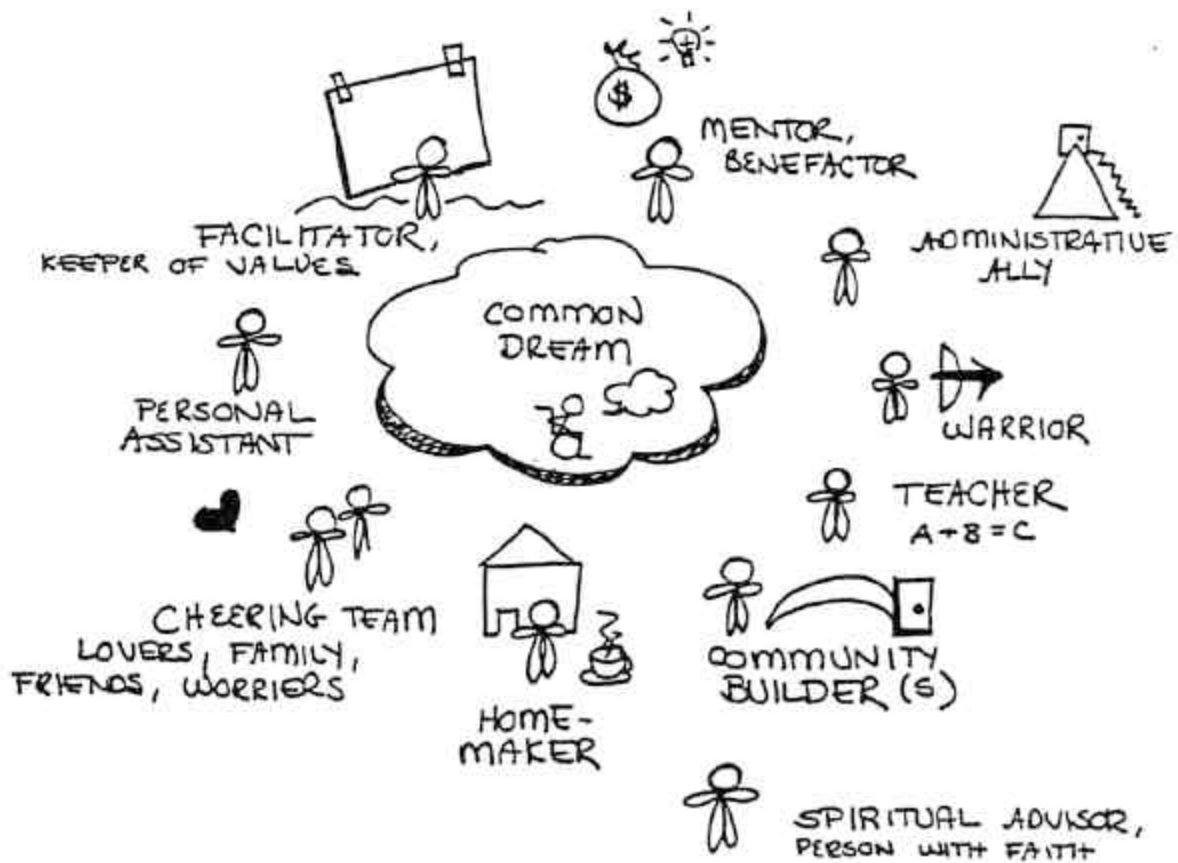 $
MENTOR,
BENEFACTOR
FACILITATOR,
KEEPER OF VALUES
ADMINISTRATIVE
ALLY
COMMON
DREAM
PERSONAL
ASSISTANT
WARRIOR
TEACHER
A+B=C
CHEERING TEAM
LOVERS, FAMILY,
FRIENDS, WORRIERS
HOME-
MAKER
COMMUNITY
BUILDER(S)
SPIRITUAL ADVISOR,
PERSON WITH FAITH